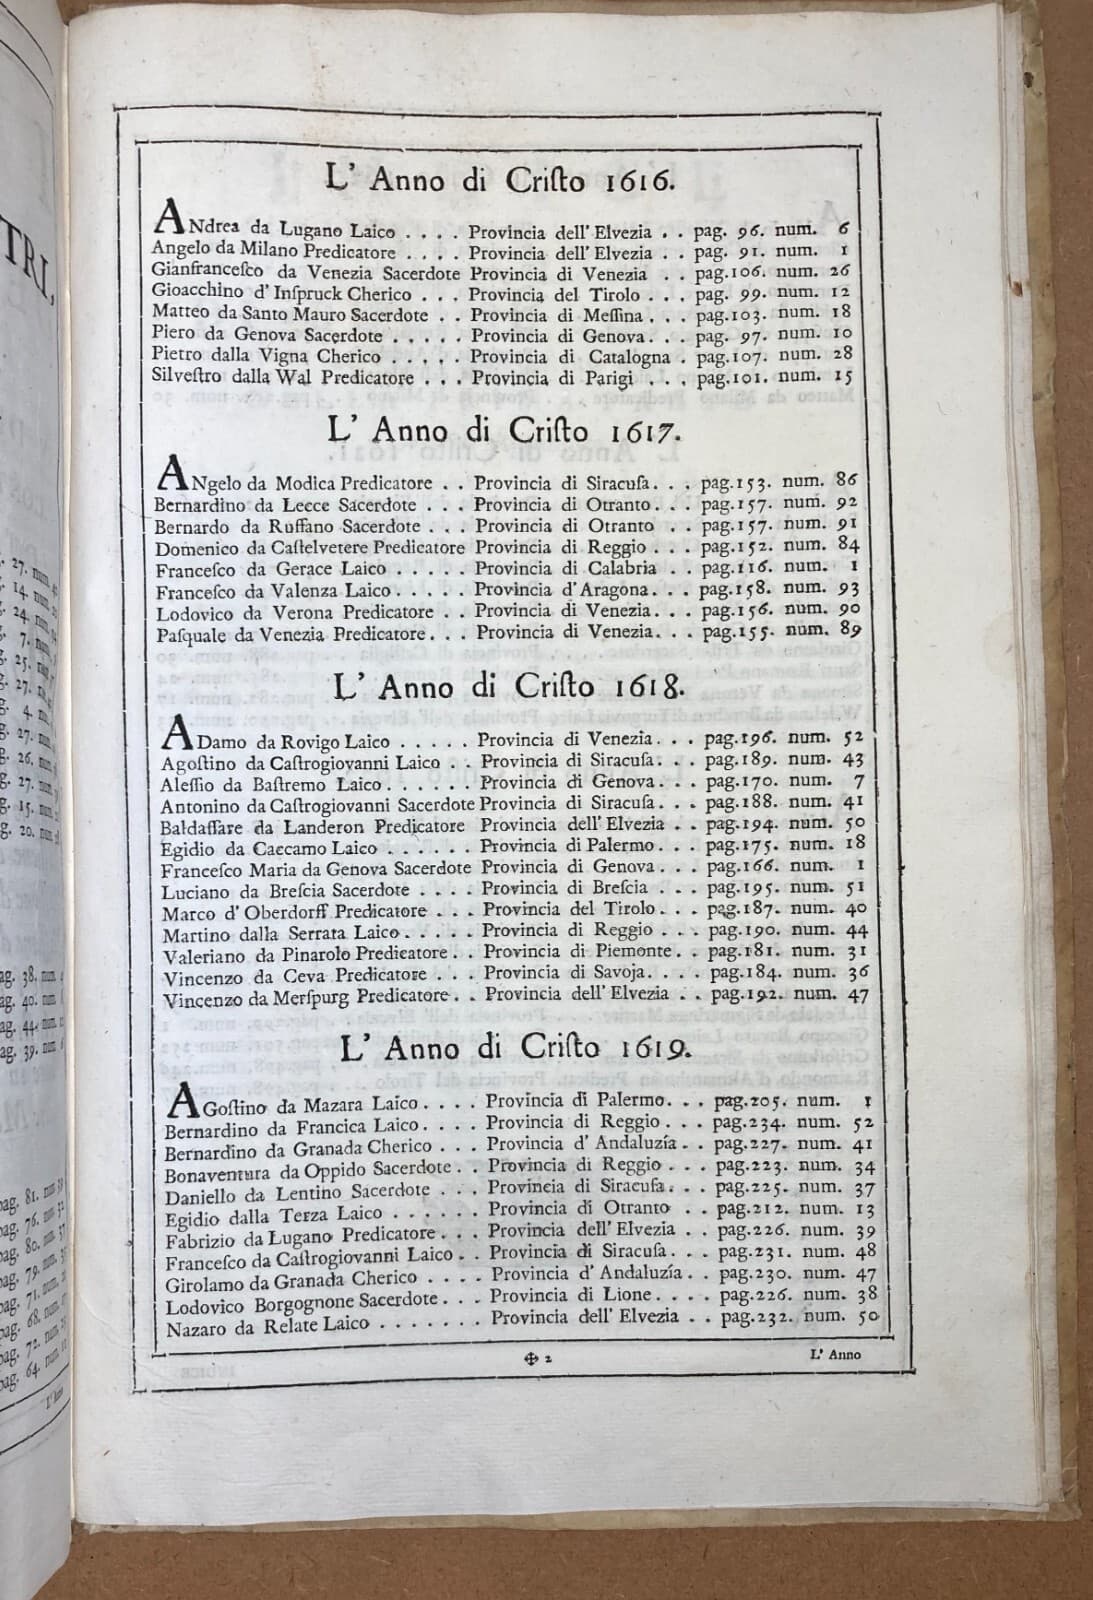 TRI,
L' Anno di Criſto 1616.
ANdrea da Lugano Laico . . . . Provincia dell' Elvezia . . pag. 96. num. 6
Angelo da Milano Predicatore . . . . Provincia dell' Elvezia . . pag. 91. num. 1
Gianfranceſco da Venezia Sacerdote Provincia di Venezia . . pag.106. num. 26
Gioacchino d' Inſpruck Cherico . . . Provincia del Tirolo . . . pag. 99. num. 12
Matteo da Santo Mauro Sacerdote . . Provincia di Meſſina . . . pag.103. num. 18
Piero da Genova Sacerdote . . . . . Provincia di Genova. . . pag. 97. num. 10
Pietro dalla Vigna Cherico . . . . . Provincia di Catalogna . pag.107. num. 28
Silveſtro dalla Wal Predicatore . . . Provincia di Parigi . . . pag.101. num. 15
L' Anno di Criſto 1617.
ANgelo da Modica Predicatore . . Provincia di Siracuſa. . . pag.153. num. 86
Bernardino da Lecce Sacerdote . . . Provincia di Otranto. . . pag.157. num. 92
Bernardo da Ruffano Sacerdote . . . Provincia di Otranto . . pag.157. num. 91
Domenico da Caſtelvetere Predicatore Provincia di Reggio . . . pag.152. num. 84
Franceſco da Gerace Laico . . . . . Provincia di Calabria . . pag.116. num. 1
Franceſco da Valenza Laico . . . . . Provincia d' Aragona. . . pag.158. num. 93
Lodovico da Verona Predicatore . . . Provincia di Venezia. . . pag.156. num. 90
Paſquale da Venezia Predicatore. . . Provincia di Venezia. . . pag.155. num. 89
L' Anno di Criſto 1618.
ADamo da Rovigo Laico . . . . . Provincia di Venezia. . . pag.196. num. 52
Agoſtino da Caſtrogiovanni Laico . . Provincia di Siracuſa. . . pag.189. num. 43
Aleſſio da Baſtremo Laico . . . . . . Provincia di Genova . . . pag.170. num. 7
Antonino da Caſtrogiovanni Sacerdote Provincia di Siracuſa. . . pag.188. num. 41
Baldaſſare da Landeron Predicatore Provincia dell' Elvezia . . pag.194. num. 50
Egidio da Caccamo Laico . . . . . . Provincia di Palermo. . . pag.175. num. 18
Franceſco Maria da Genova Sacerdote Provincia di Genova . . . pag.166. num. 1
Luciano da Breſcia Sacerdote . . . . Provincia di Breſcia . . . pag.195. num. 51
Marco d' Oberdorff Predicatore . . . Provincia del Tirolo. . . pag.187. num. 40
Martino dalla Serrata Laico. . . . . Provincia di Reggio . . . pag.190. num. 44
Valeriano da Pinarolo Predicatore. . Provincia di Piemonte. . . pag.181. num. 31
Vincenzo da Ceva Predicatore . . . Provincia di Savoja. . . . pag.184. num. 36
Vincenzo da Merſpurg Predicatore. . Provincia dell' Elvezia . . pag.192. num. 47
L' Anno di Criſto 1619.
AGoſtino da Mazara Laico . . . . Provincia di Palermo. . . pag.205. num. 1
Bernardino da Francica Laico . . . . Provincia di Reggio . . . pag.234. num. 52
Bernardino da Granada Cherico . . . Provincia d' Andaluzía . . pag.227. num. 41
Bonaventura da Oppido Sacerdote . . Provincia di Reggio . . . pag.223. num. 34
Daniello da Lentino Sacerdote . . . Provincia di Siracuſa. . . pag.225. num. 37
Egidio dalla Terza Laico . . . . . . Provincia di Otranto . . pag.212. num. 13
Fabrizio da Lugano Predicatore. . . Provincia dell' Elvezia . . pag.226. num. 39
Franceſco da Caſtrogiovanni Laico . . Provincia di Siracuſa. . . pag.231. num. 48
Girolamo da Granada Cherico . . . . Provincia d' Andaluzía . . pag.230. num. 47
Lodovico Borgognone Sacerdote . . . Provincia di Lione. . . . pag.226. num. 38
Nazaro da Relate Laico . . . . . . . Provincia dell' Elvezia . . pag.232. num. 50
✠ 2
L' Anno